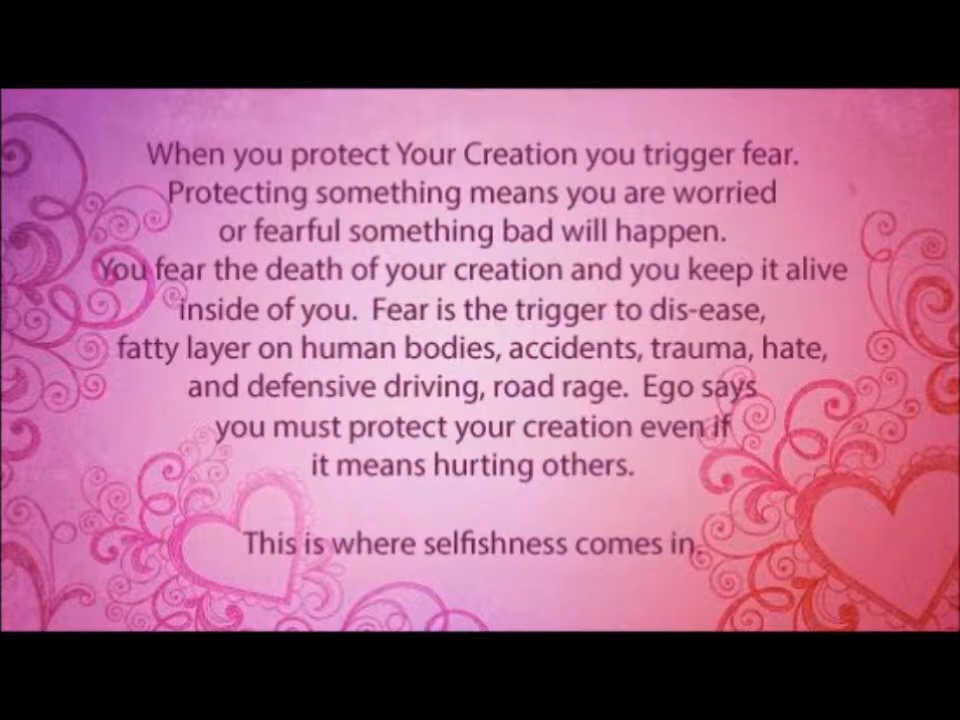 When you protect Your Creation you trigger fear.
Protecting something means you are worried
or fearful something bad will happen.
You fear the death of your creation and you keep it alive
inside of you. Fear is the trigger to dis-ease,
fatty layer on human bodies, accidents, trauma, hate,
and defensive driving, road rage. Ego says
you must protect your creation even if
it means hurting others.
This is where selfishness comes in.